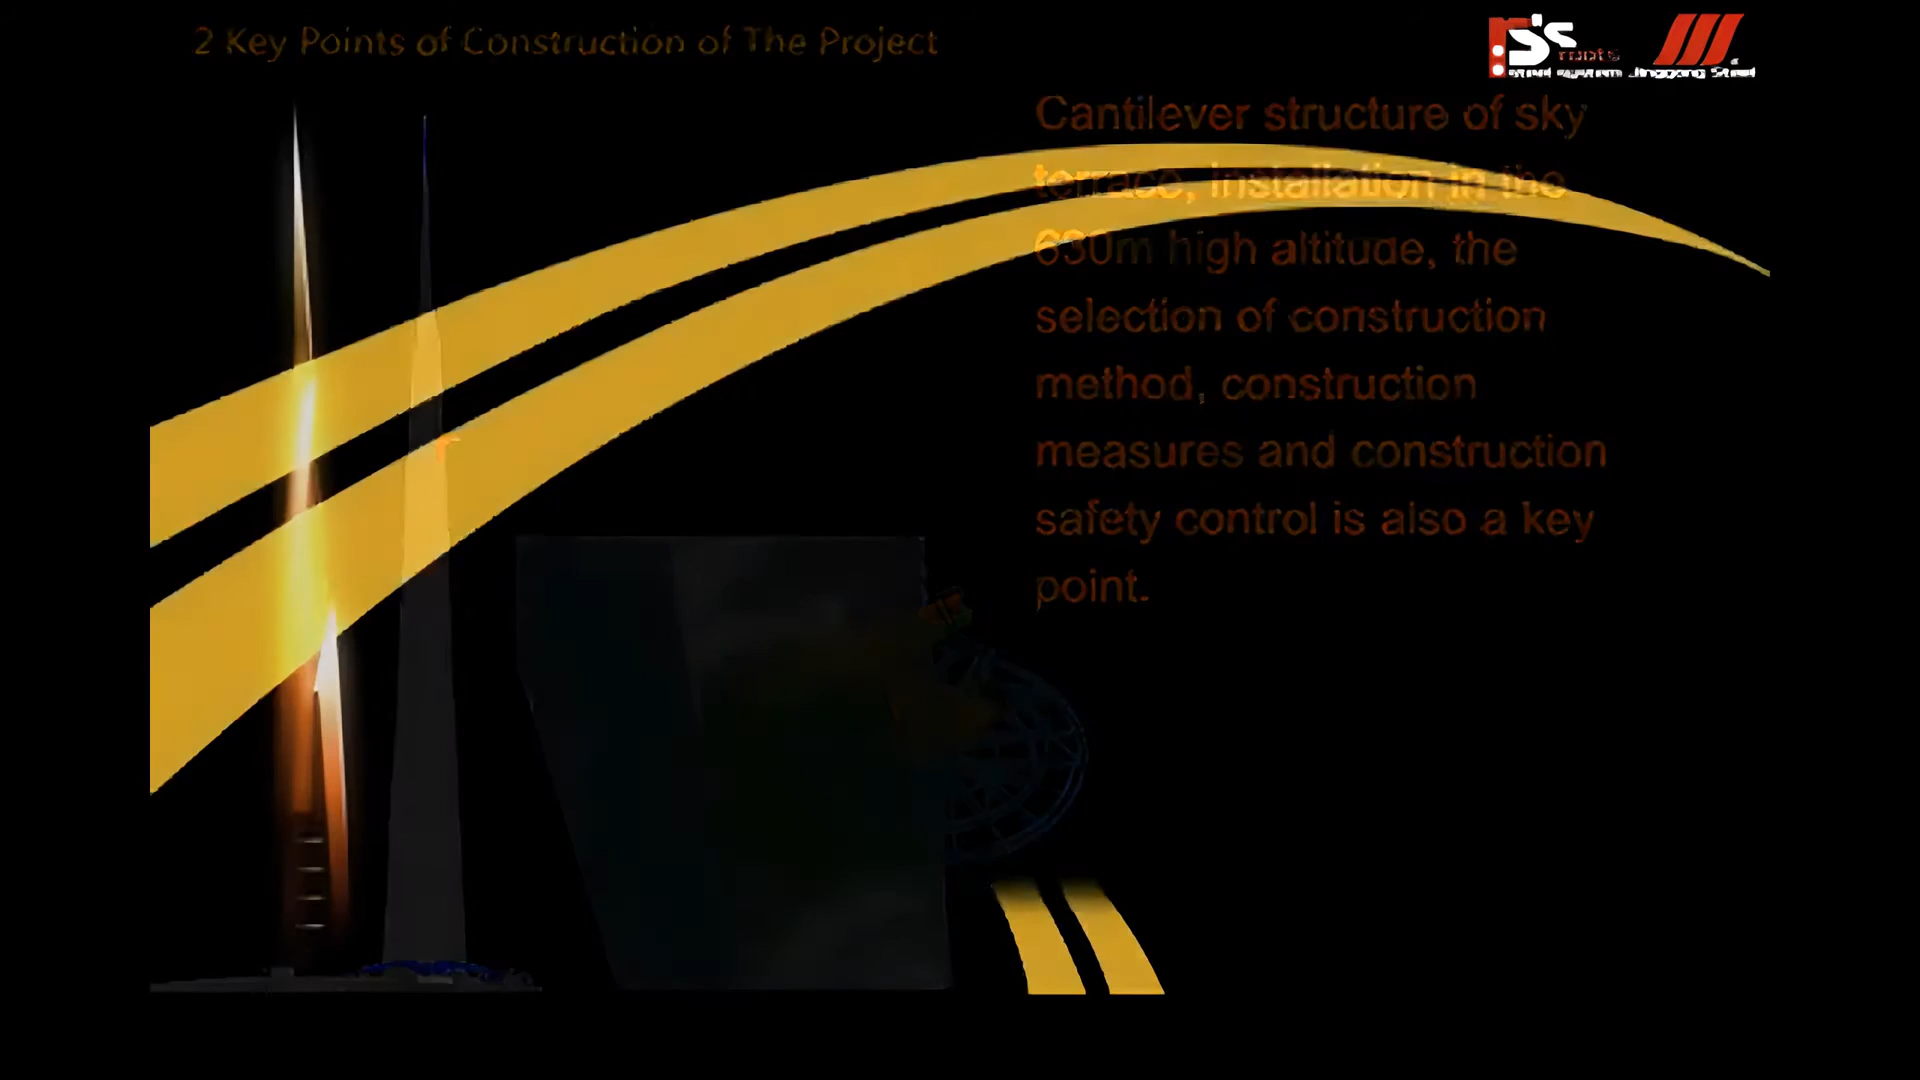 2 Key Points of Construction of The Project
Cantilever structure of sky
terrace, installation in the
630m high altitude, the
selection of construction
method, construction
measures and construction
safety control is also a key
point.